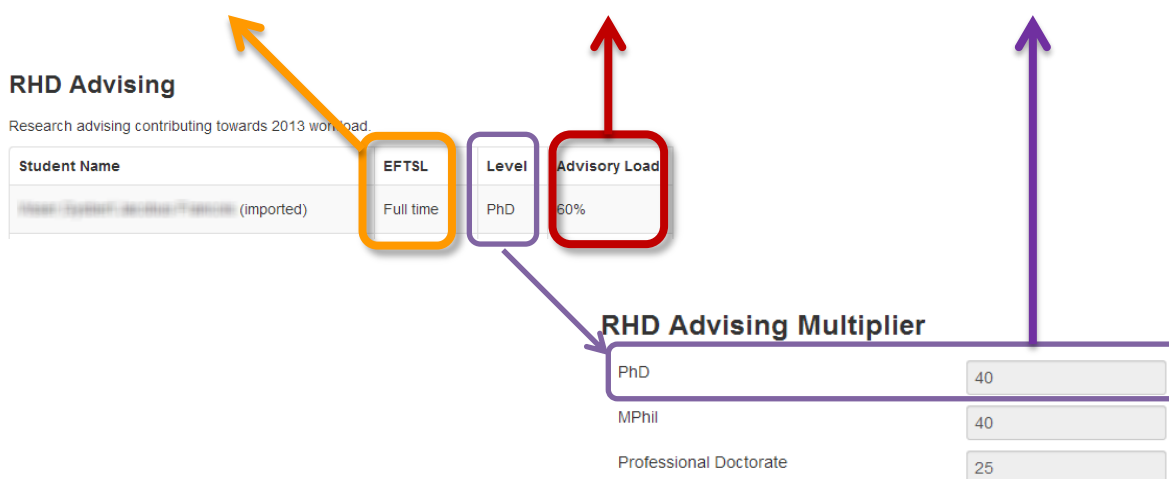 RHD Advising
Research advising contributing towards 2013 workload.
Student Name EFTSL Level Advisory Load
(imported) Full time PhD 60%
RHD Advising Multiplier
PhD 40
MPhil 40
Professional Doctorate 25